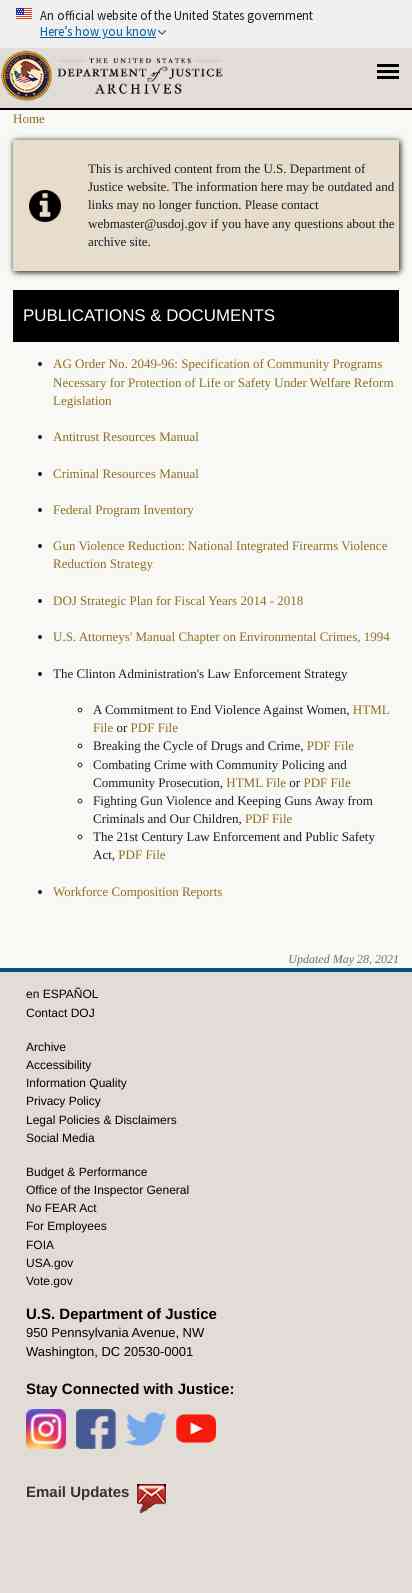 An official website of the United States government
Here's how you know
THE UNITED STATES
DEPARTMENT of JUSTICE
ARCHIVES
Home
This is archived content from the U.S. Department of
Justice website. The information here may be outdated and
links may no longer function. Please contact
webmaster@usdoj.gov if you have any questions about the
archive site.
PUBLICATIONS & DOCUMENTS
AG Order No. 2049-96: Specification of Community Programs
Necessary for Protection of Life or Safety Under Welfare Reform
Legislation
Antitrust Resources Manual
Criminal Resources Manual
Federal Program Inventory
Gun Violence Reduction: National Integrated Firearms Violence
Reduction Strategy
DOJ Strategic Plan for Fiscal Years 2014 - 2018
U.S. Attorneys' Manual Chapter on Environmental Crimes, 1994
The Clinton Administration's Law Enforcement Strategy
A Commitment to End Violence Against Women, HTML
File or PDF File
Breaking the Cycle of Drugs and Crime, PDF File
Combating Crime with Community Policing and
Community Prosecution, HTML File or PDF File
Fighting Gun Violence and Keeping Guns Away from
Criminals and Our Children, PDF File
The 21st Century Law Enforcement and Public Safety
Act, PDF File
Workforce Composition Reports
Updated May 28, 2021
en ESPAÑOL
Contact DOJ
Archive
Accessibility
Information Quality
Privacy Policy
Legal Policies & Disclaimers
Social Media
Budget & Performance
Office of the Inspector General
No FEAR Act
For Employees
FOIA
USA.gov
Vote.gov
U.S. Department of Justice
950 Pennsylvania Avenue, NW
Washington, DC 20530-0001
Stay Connected with Justice:
Email Updates